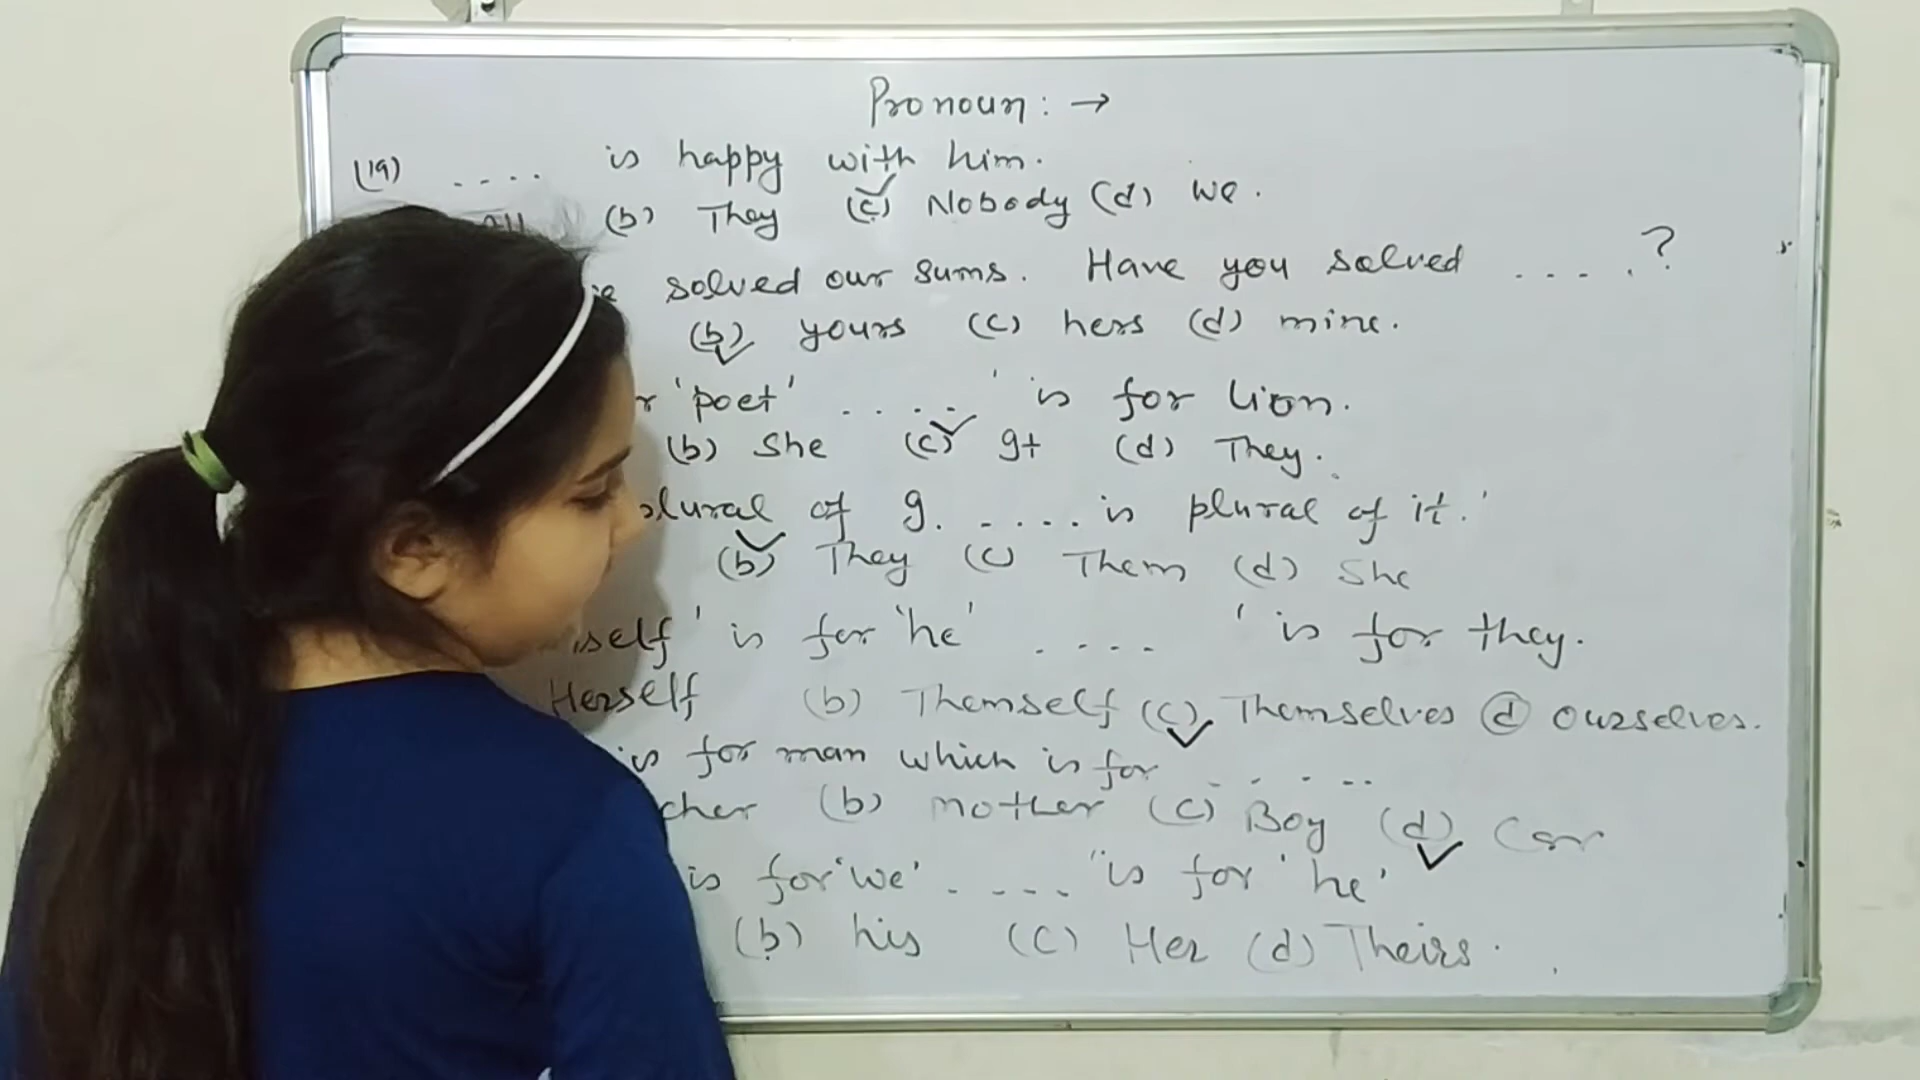 Pronoun: →
(19) .... is happy with him.
All (b) They (c) Nobody (d) we.
solved our sums. Have you solved .....?
(b) yours (c) hers (d) mine.
r 'poet' ..... ' is for lion.
(b) She (c) It (d) They.
plural of I. ..... is plural of it.'
(b) They (c) Them (d) She
self' is for 'he' .... ' is for they.
Herself (b) Themself (c) Themselves (d) ourselves.
is for man which is for .....
cher (b) mother (c) Boy (d) Car
is for 'we' .... "is for 'he'
(b) his (c) Her (d) Theirs.